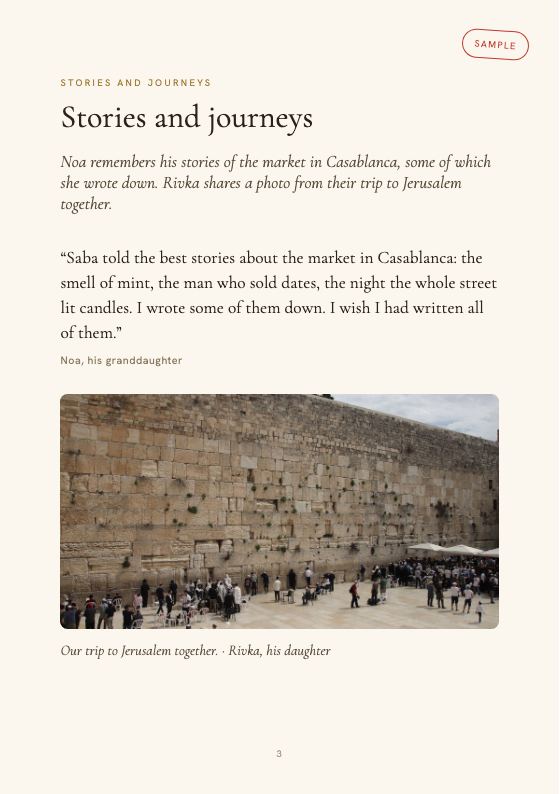 SAMPLE
STORIES AND JOURNEYS
Stories and journeys
Noa remembers his stories of the market in Casablanca, some of which
she wrote down. Rivka shares a photo from their trip to Jerusalem
together.
“Saba told the best stories about the market in Casablanca: the
smell of mint, the man who sold dates, the night the whole street
lit candles. I wrote some of them down. I wish I had written all
of them.”
Noa, his granddaughter
Our trip to Jerusalem together. · Rivka, his daughter
3